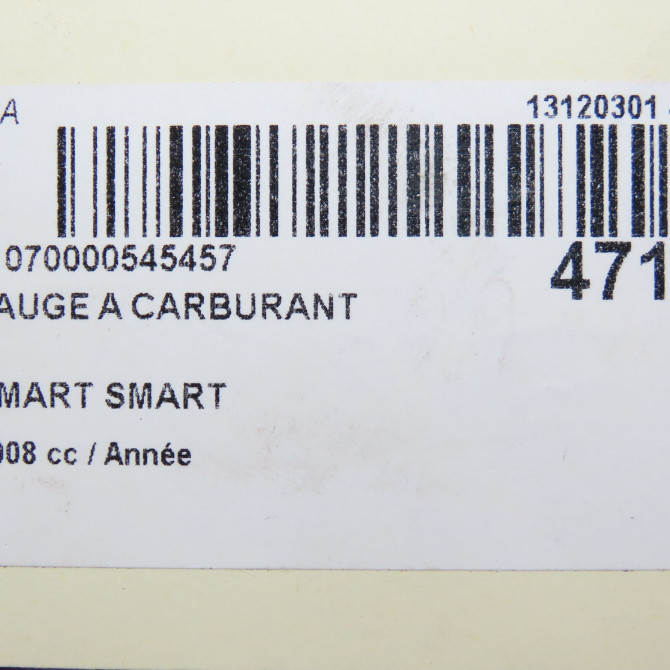 A 13120301
070000545457 471
AUGE A CARBURANT
MART SMART
008 cc / Année